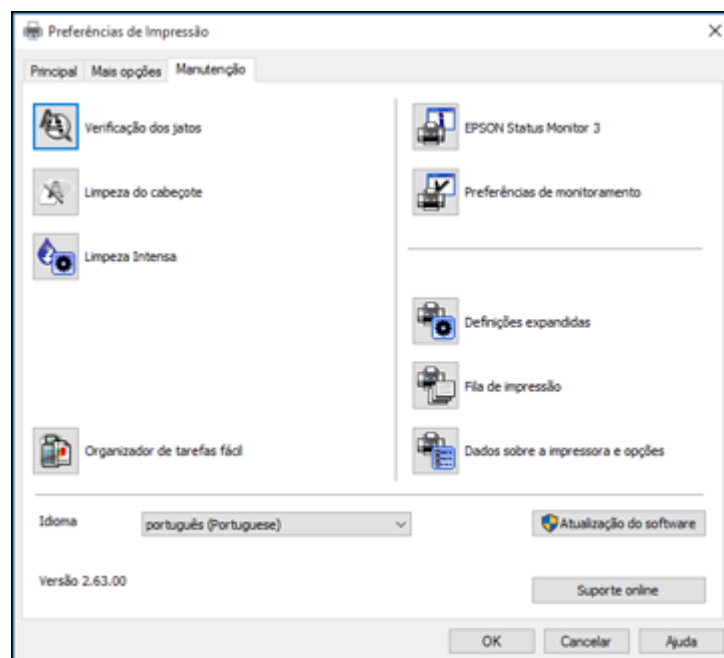 Preferências de Impressão
Principal
Mais opções
Manutenção
Verificação dos jatos
EPSON Status Monitor 3
Limpeza do cabeçote
Preferências de monitoramento
Limpeza Intensa
Definições expandidas
Fila de impressão
Organizador de tarefas fácil
Dados sobre a impressora e opções
Idioma
português (Portuguese)
Atualização do software
Versão 2.63.00
Suporte online
OK
Cancelar
Ajuda